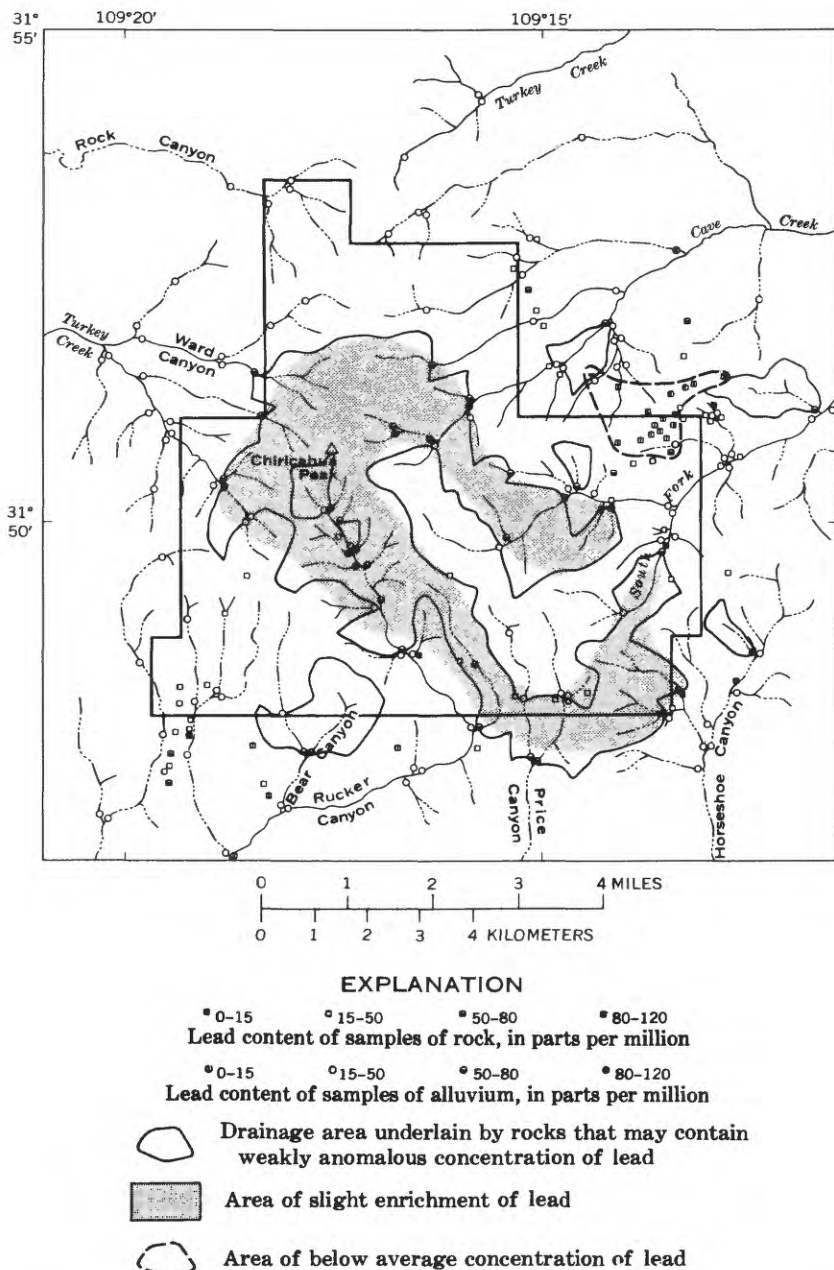 31° 109°20' 109°15'
55'
Turkey Creek
Rock Canyon
Cave Creek
Turkey Creek
Ward Canyon
Chiricahua Peak
31°
50'
South Fork
Bear Canyon
Rucker Canyon
Price Canyon
Horseshoe Canyon
0 1 2 3 4 MILES
0 1 2 3 4 KILOMETERS
EXPLANATION
0-15 15-50 50-80 80-120
Lead content of samples of rock, in parts per million
0-15 15-50 50-80 80-120
Lead content of samples of alluvium, in parts per million
Drainage area underlain by rocks that may contain
weakly anomalous concentration of lead
Area of slight enrichment of lead
Area of below average concentration of lead